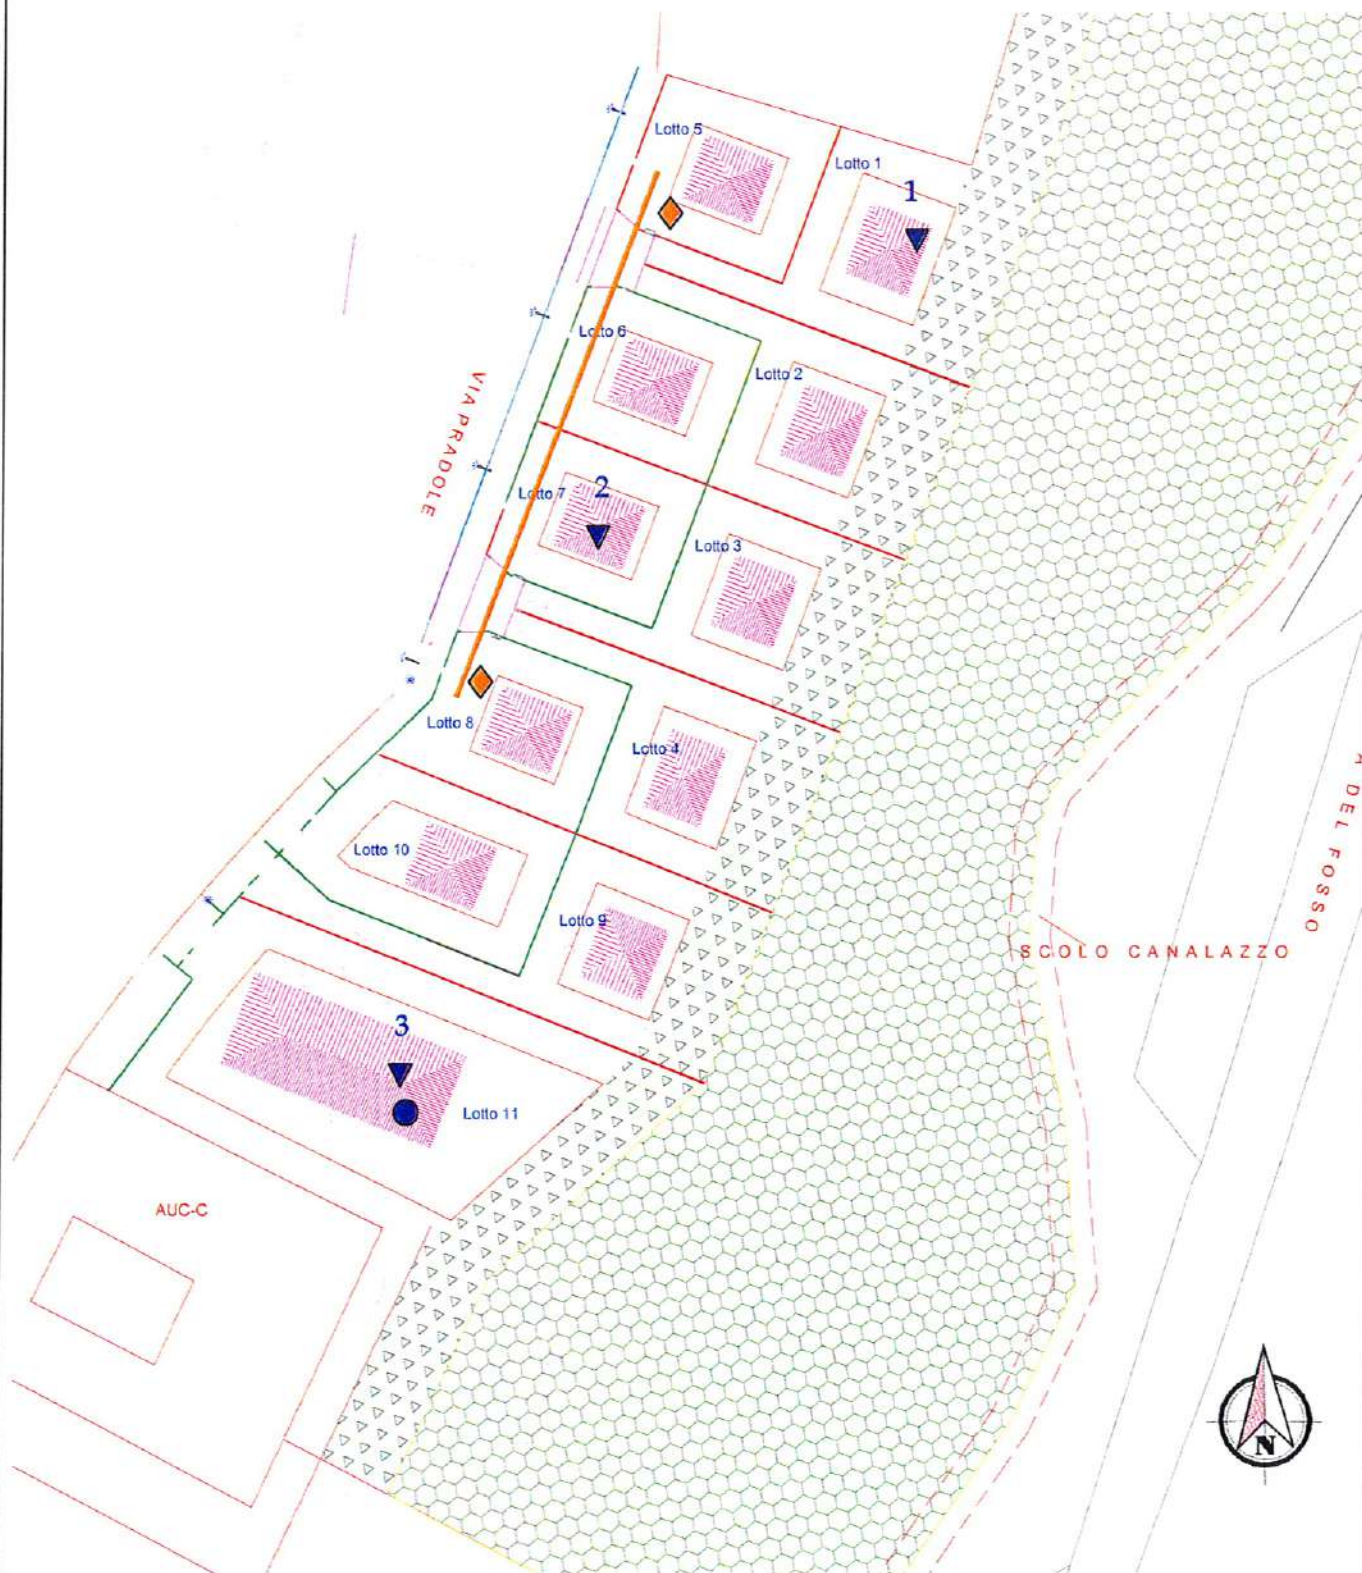 Lotto 5
Lotto 1
1
Lotto 6
Lotto 2
VIA PRADOLE
Lotto 7
2
Lotto 3
Lotto 8
Lotto 4
DEL FOSSO
Lotto 10
Lotto 9
SCOLO CANALAZZO
3
Lotto 11
AUC-C
N